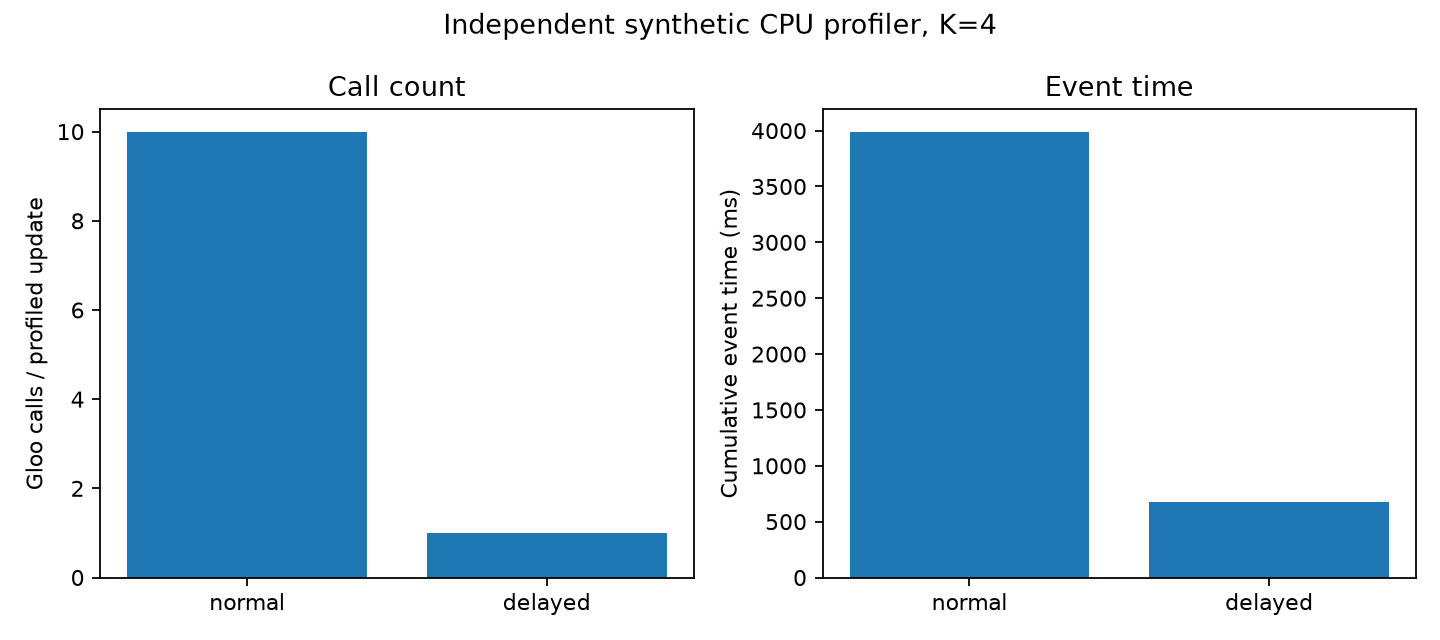 Independent synthetic CPU profiler, K=4
Call count
Gloo calls / profiled update
10
8
6
4
2
0
normal
delayed
Event time
Cumulative event time (ms)
4000
3500
3000
2500
2000
1500
1000
500
0
normal
delayed